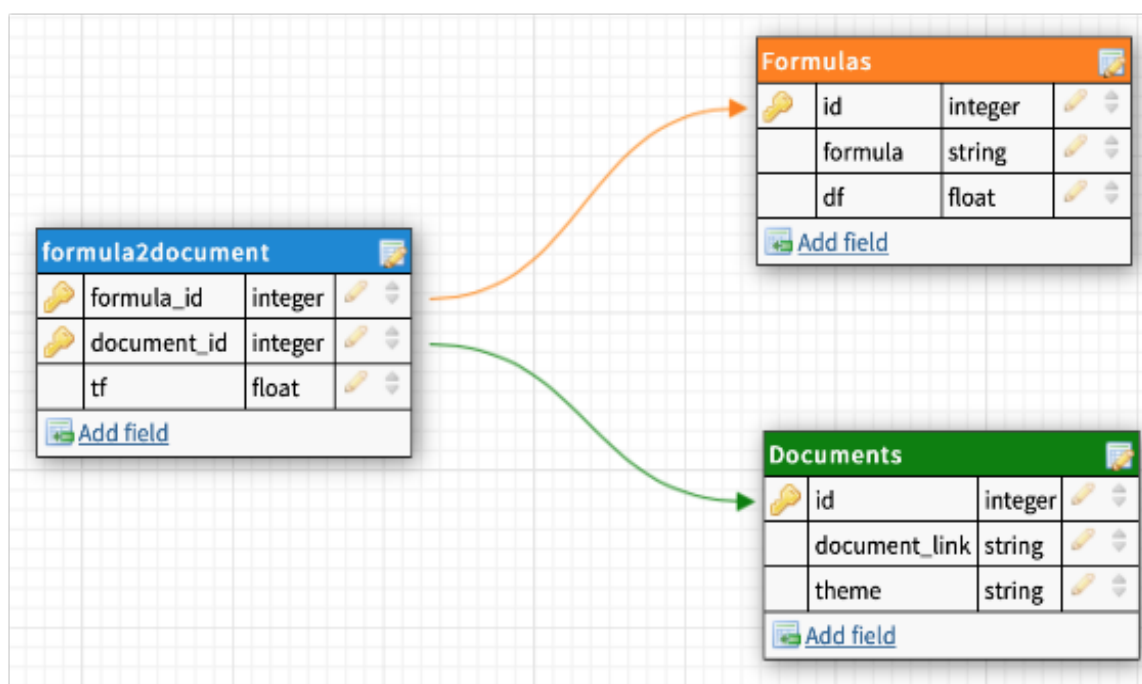 Formulas
id integer
formula string
df float
Add field
formula2document
formula_id integer
document_id integer
tf float
Add field
Documents
id integer
document_link string
theme string
Add field